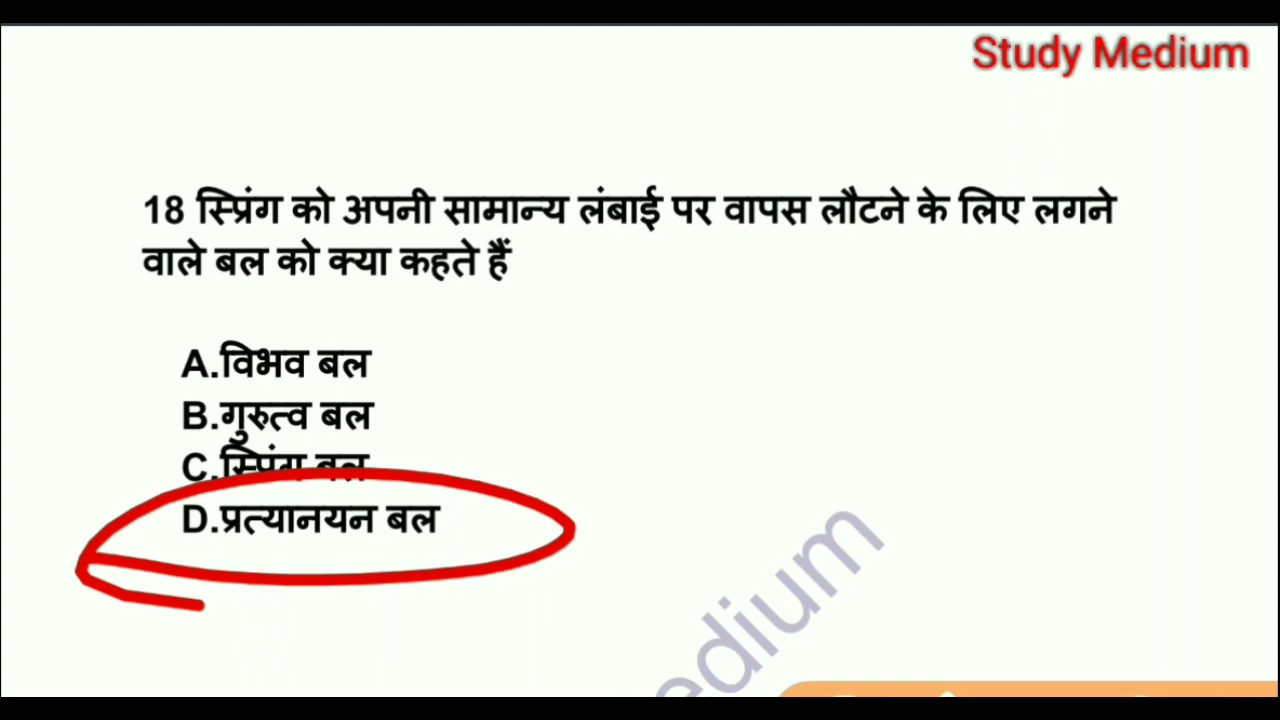 Study Medium
18 स्प्रिंग को अपनी सामान्य लंबाई पर वापस लौटने के लिए लगने
वाले बल को क्या कहते हैं
A.विभव बल
B.गुरुत्व बल
C.स्प्रिंग बल
D.प्रत्यानयन बल
edium